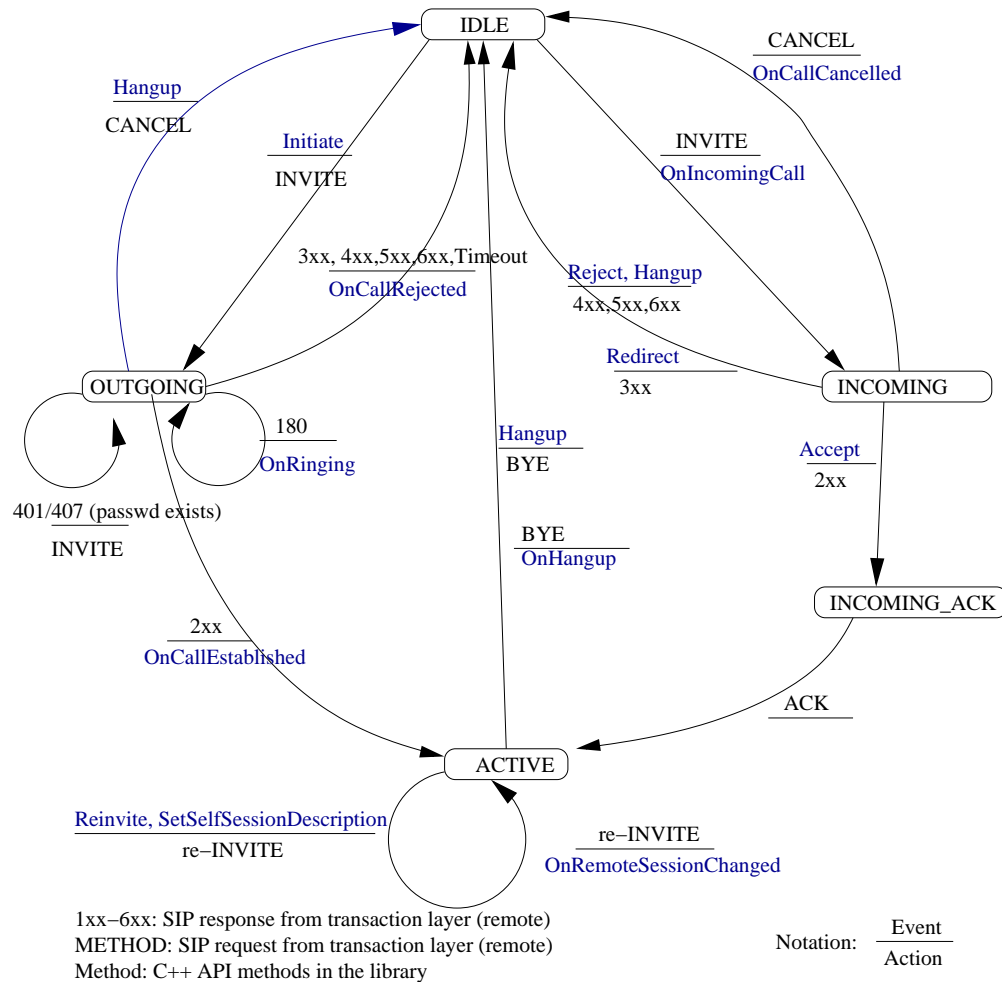 IDLE
CANCEL
OnCallCancelled
Hangup
CANCEL
Initiate
INVITE
INVITE
OnIncomingCall
3xx, 4xx,5xx,6xx,Timeout
OnCallRejected
Reject, Hangup
4xx,5xx,6xx
Redirect
3xx
OUTGOING
INCOMING
180
OnRinging
Hangup
BYE
Accept
2xx
401/407 (passwd exists)
INVITE
BYE
OnHangup
INCOMING_ACK
2xx
OnCallEstablished
ACK
ACTIVE
Reinvite, SetSelfSessionDescription
re−INVITE
re−INVITE
OnRemoteSessionChanged
1xx−6xx: SIP response from transaction layer (remote)
METHOD: SIP request from transaction layer (remote)
Method: C++ API methods in the library
Notation:
Event
Action